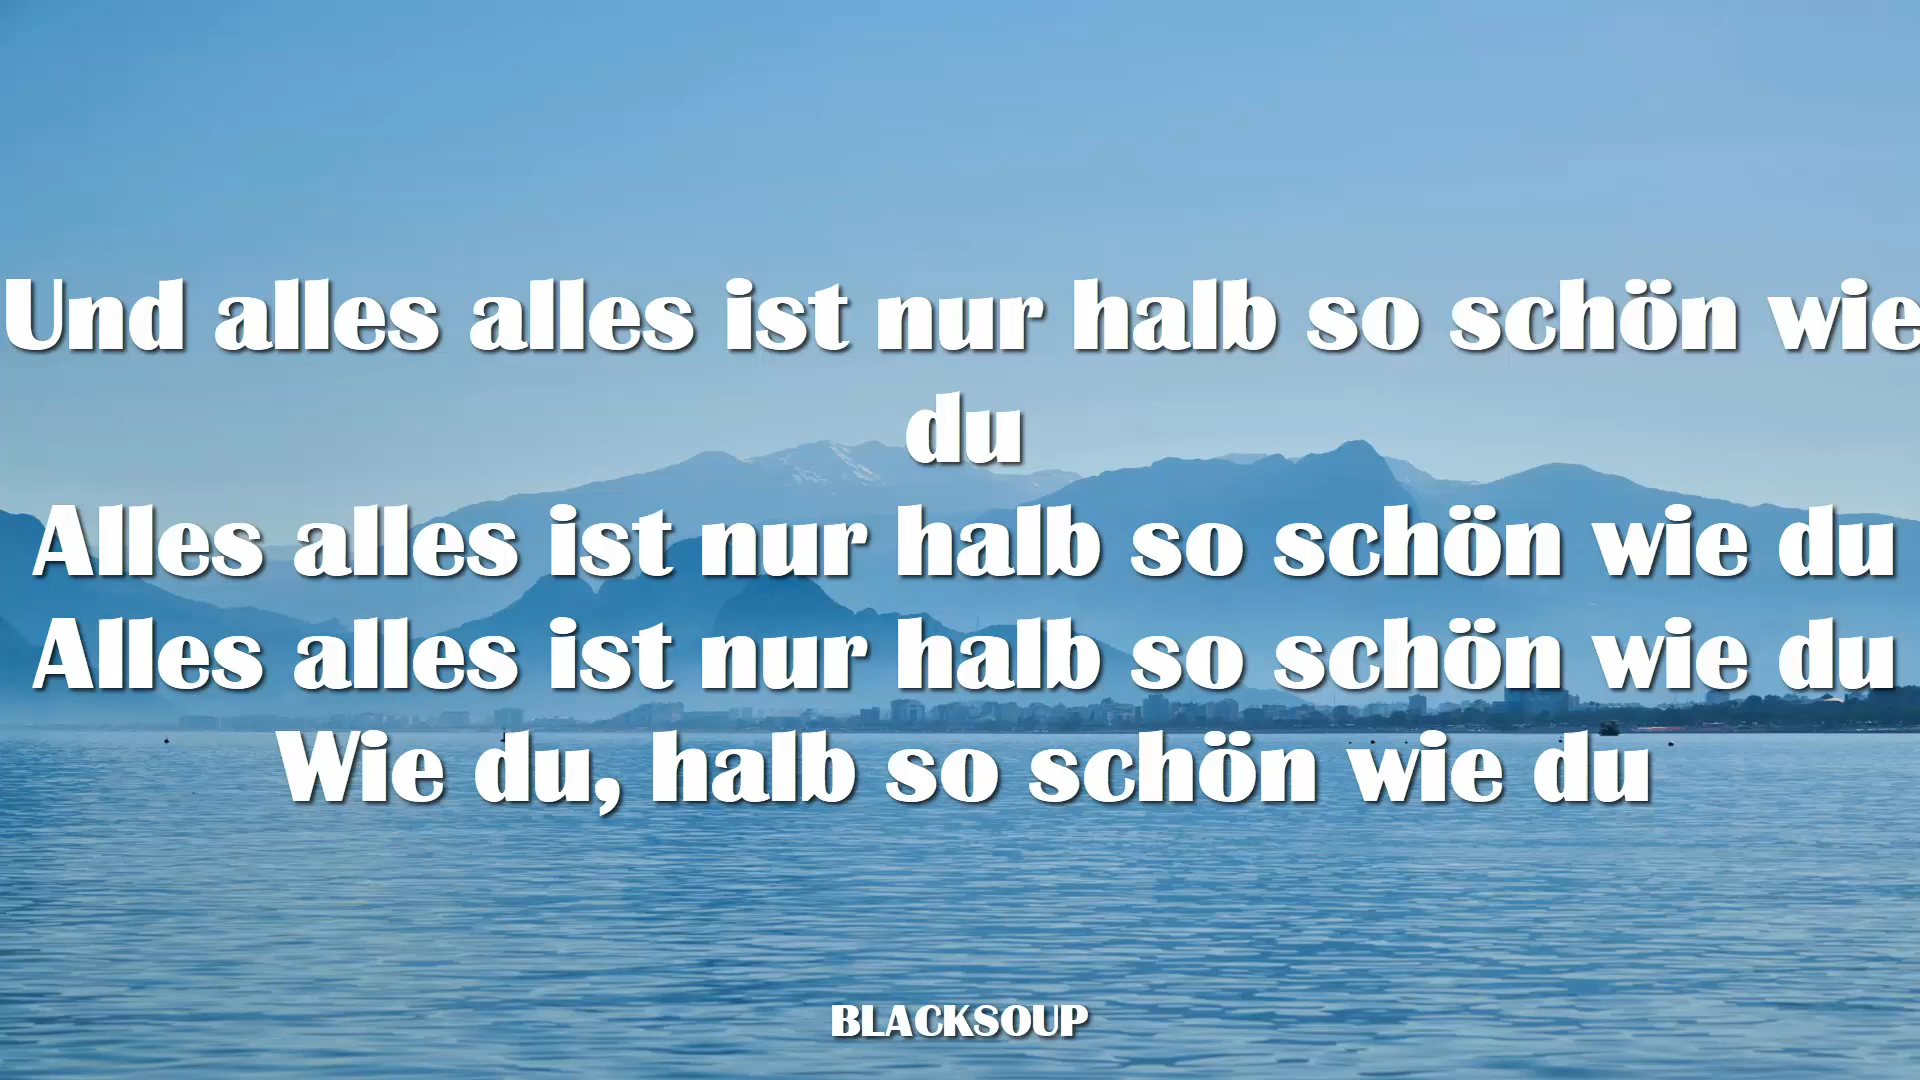 Und alles alles ist nur halb so schön wie
du
Alles alles ist nur halb so schön wie du
Alles alles ist nur halb so schön wie du
Wie du, halb so schön wie du
BLACKSOUP